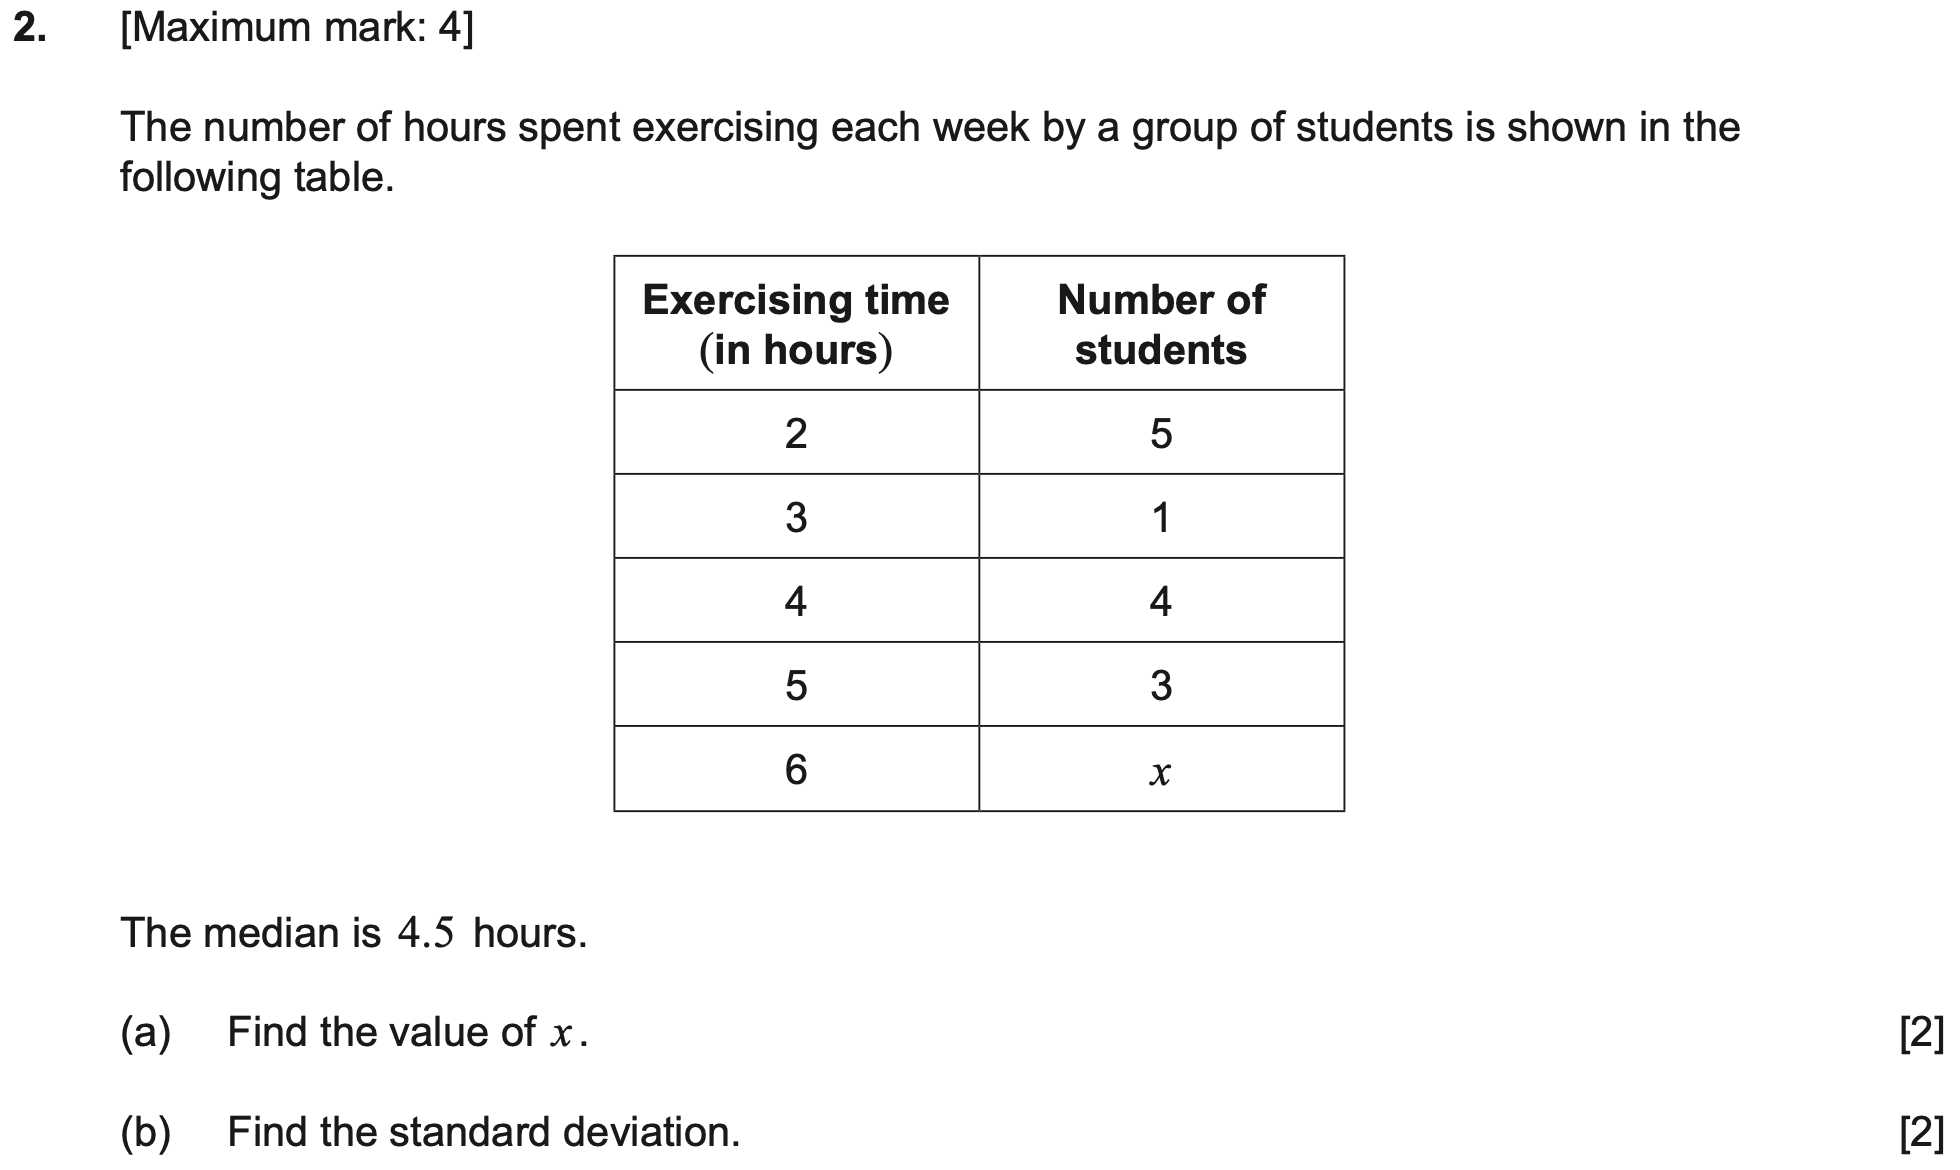 2. [Maximum mark: 4]
The number of hours spent exercising each week by a group of students is shown in the
following table.
Exercising time (in hours) Number of students
2 5
3 1
4 4
5 3
6 x
The median is 4.5 hours.
(a) Find the value of x. [2]
(b) Find the standard deviation. [2]